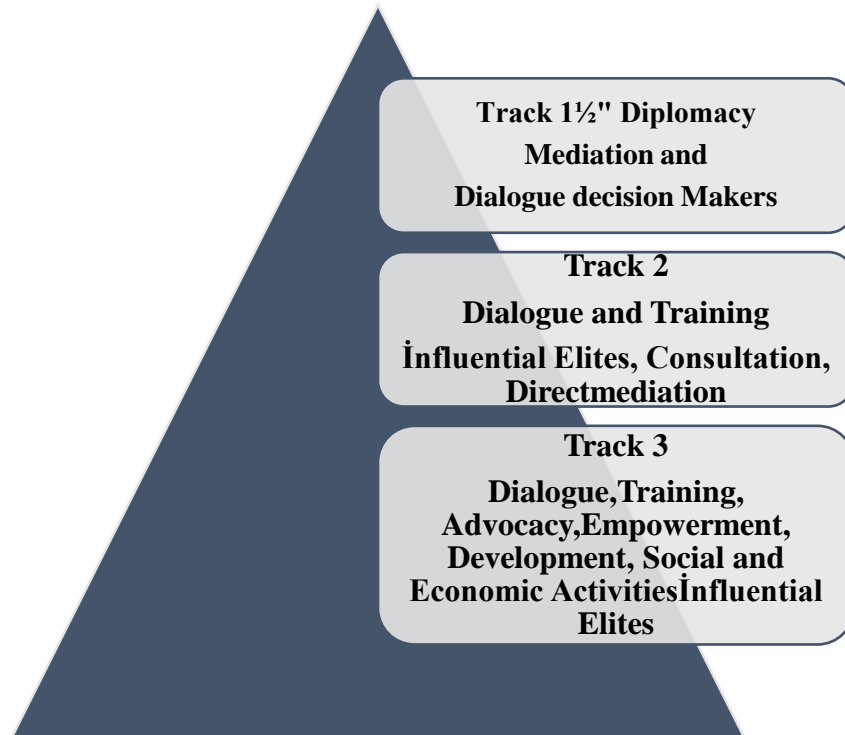 Track 1½" Diplomacy
Mediation and
Dialogue decision Makers
Track 2
Dialogue and Training
İnfluential Elites, Consultation,
Directmediation
Track 3
Dialogue,Training,
Advocacy,Empowerment,
Development, Social and
Economic Activitiesİnfluential
Elites